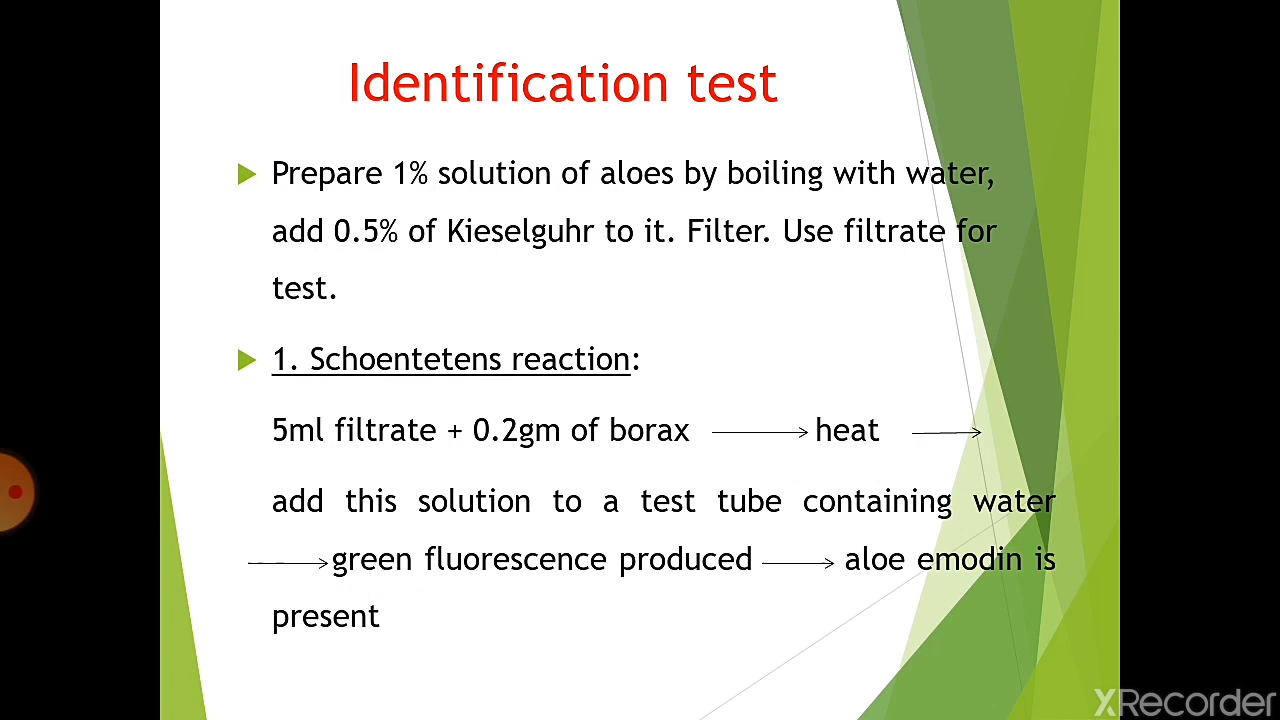 Identification test
Prepare 1% solution of aloes by boiling with water,
add 0.5% of Kieselguhr to it. Filter. Use filtrate for
test.
1. Schoentetens reaction:
5ml filtrate + 0.2gm of borax → heat →
add this solution to a test tube containing water
→ green fluorescence produced → aloe emodin is
present
XRecorder